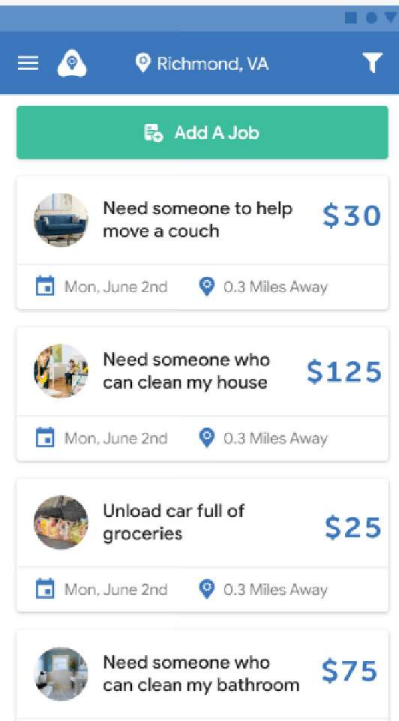 Richmond, VA
Add A Job
Need someone to help
move a couch
$30
Mon, June 2nd
0.3 Miles Away
Need someone who
can clean my house
$125
Mon, June 2nd
0.3 Miles Away
Unload car full of
groceries
$25
Mon, June 2nd
0.3 Miles Away
Need someone who
can clean my bathroom
$75